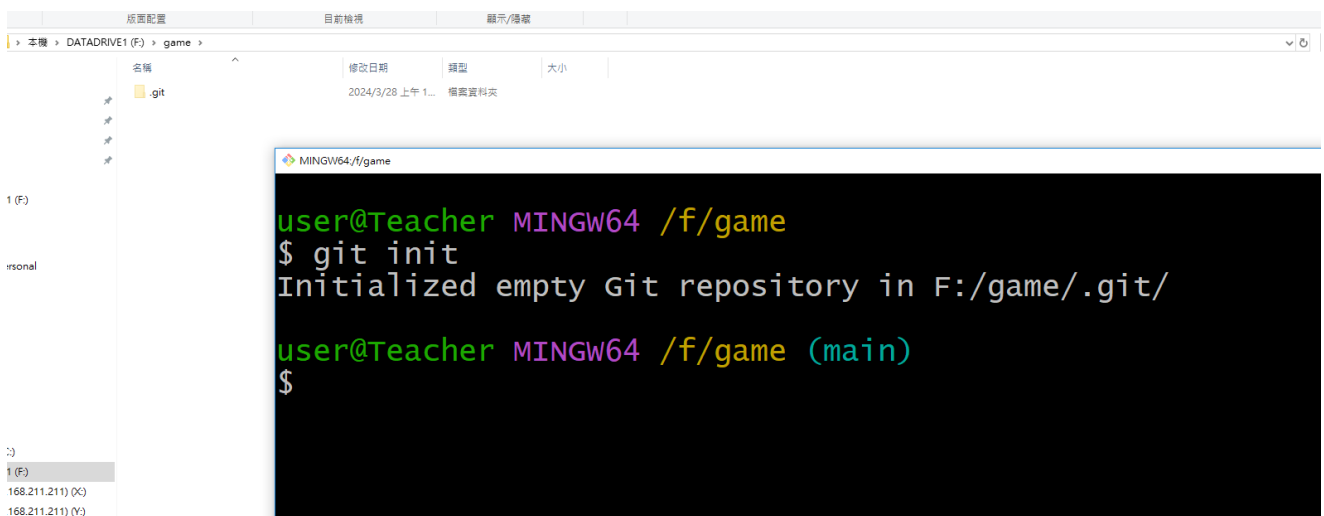 版面配置 目前檢視 顯示/隱藏
› 本機 › DATADRIVE1 (F:) › game ›
名稱 修改日期 類型 大小
.git 2024/3/28 上午 1... 檔案資料夾
MINGW64:/f/game
1 (F:)
ersonal
:)
1 (F:)
168.211.211) (X:)
168.211.211) (Y:)
user@Teacher MINGW64 /f/game
$ git init
Initialized empty Git repository in F:/game/.git/
user@Teacher MINGW64 /f/game (main)
$